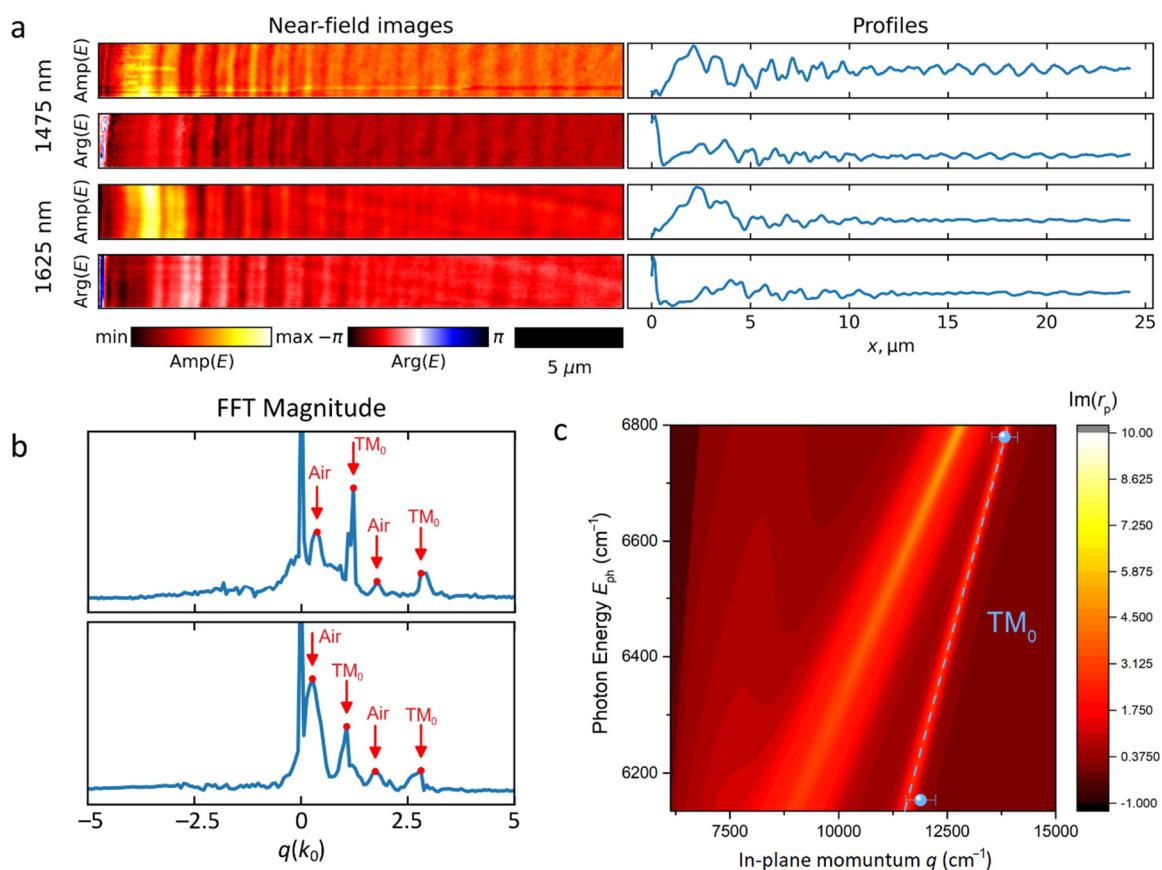 a
Near-field images
Profiles
1475 nm
Amp(E)
Arg(E)
1625 nm
Amp(E)
Arg(E)
min max
Amp(E)
−π π
Arg(E)
5 μm
0 5 10 15 20 25
x, μm
b
FFT Magnitude
Air
TM₀
Air
TM₀
Air
TM₀
Air
TM₀
−5 −2.5 0 2.5 5
q(k₀)
c
Im(rₚ)
6800
6600
6400
6200
Photon Energy Eₚₕ (cm⁻¹)
TM₀
7500 10000 12500 15000
In-plane momuntum q (cm⁻¹)
10.00
8.625
7.250
5.875
4.500
3.125
1.750
0.3750
-1.000